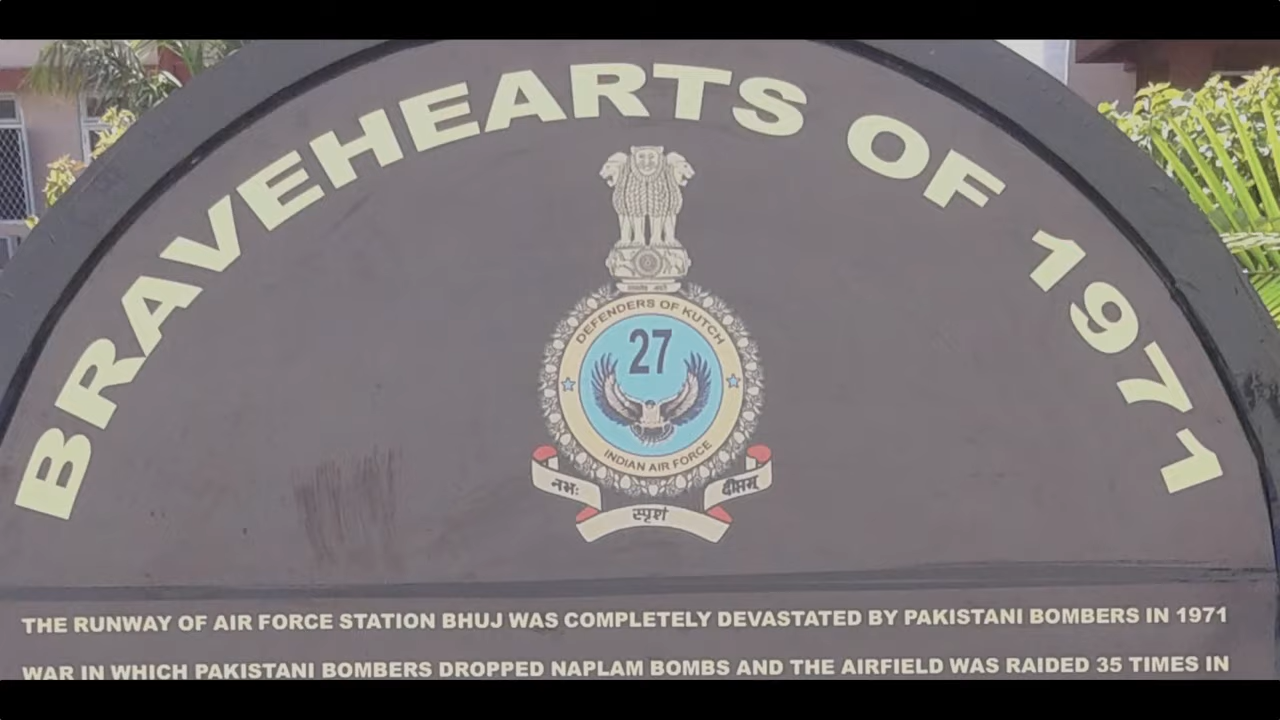 BRAVEHEARTS OF 1971
DEFENDERS OF KUTCH
27
INDIAN AIR FORCE
नभः स्पृशं दीप्तम्
THE RUNWAY OF AIR FORCE STATION BHUJ WAS COMPLETELY DEVASTATED BY PAKISTANI BOMBERS IN 1971
WAR IN WHICH PAKISTANI BOMBERS DROPPED NAPLAM BOMBS AND THE AIRFIELD WAS RAIDED 35 TIMES IN